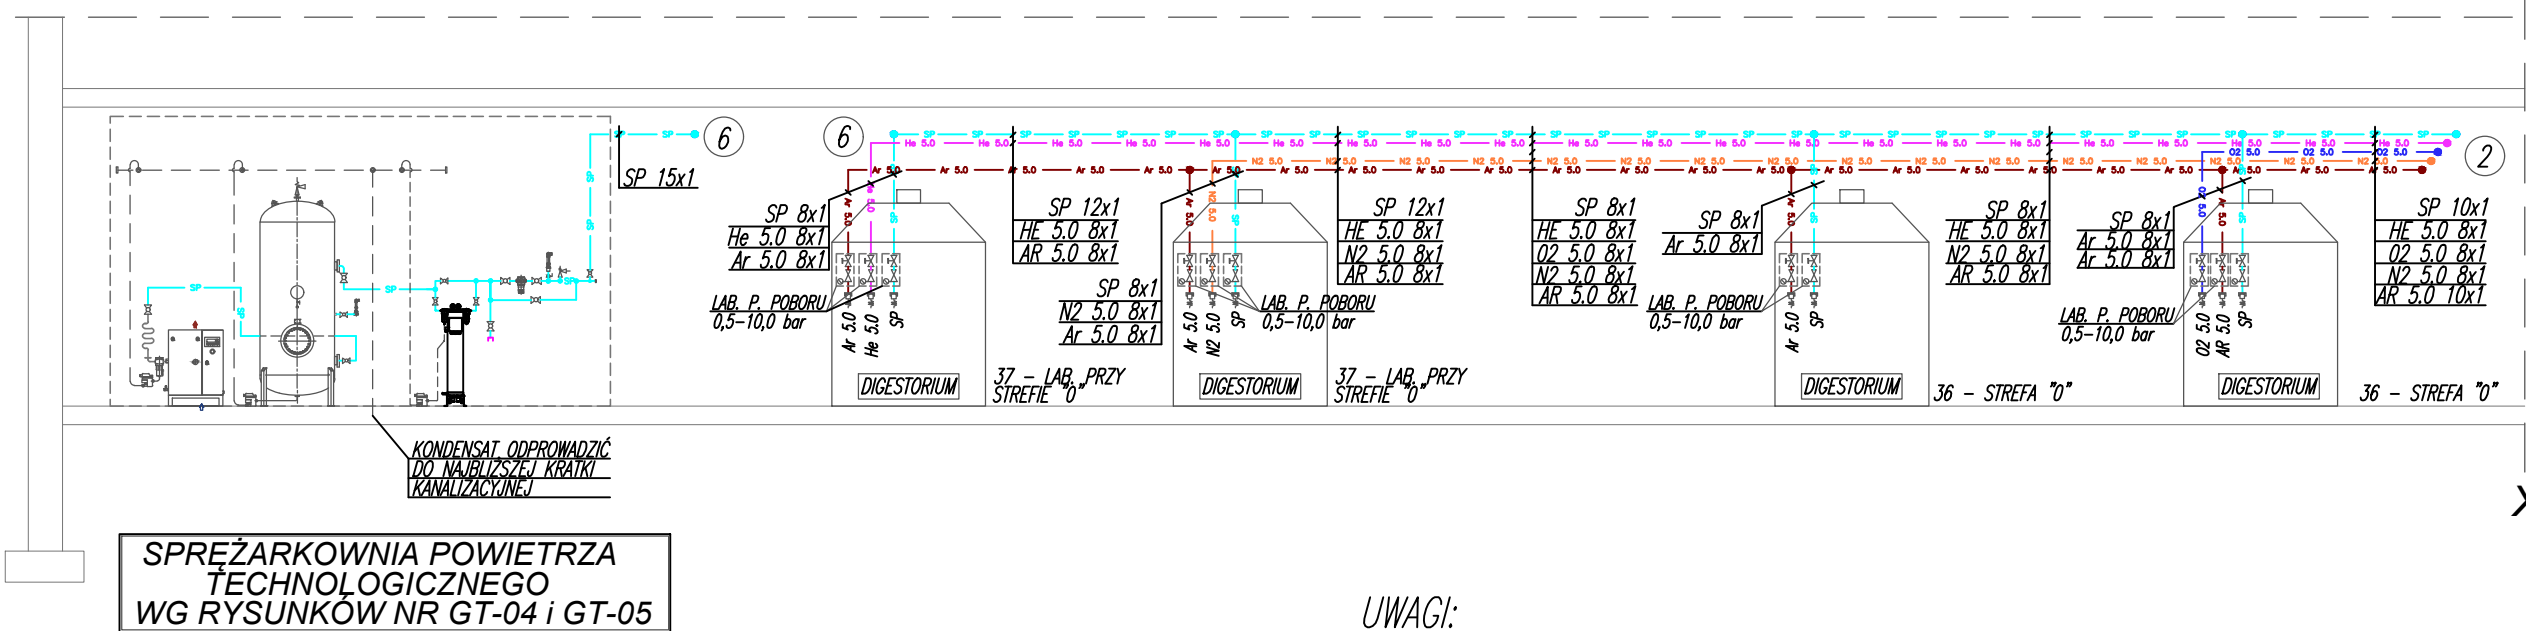 SP
SP
SP
SP
SP
SP
SP
SP 15x1
6
6
SP 8x1
He 5.0 8x1
Ar 5.0 8x1
LAB. P. POBORU
0,5-10,0 bar
Ar 5.0
He 5.0
SP
DIGESTORIUM
SP 12x1
HE 5.0 8x1
AR 5.0 8x1
37 - LAB. PRZY
STREFIE "0"
SP 8x1
N2 5.0 8x1
Ar 5.0 8x1
Ar 5.0
N2 5.0
SP
LAB. P. POBORU
0,5-10,0 bar
DIGESTORIUM
SP 12x1
HE 5.0 8x1
N2 5.0 8x1
AR 5.0 8x1
37 - LAB. PRZY
STREFIE "0"
SP 8x1
HE 5.0 8x1
O2 5.0 8x1
N2 5.0 8x1
AR 5.0 8x1
SP 8x1
Ar 5.0 8x1
LAB. P. POBORU
0,5-10,0 bar
Ar 5.0
SP
DIGESTORIUM
36 - STREFA "0"
SP 8x1
HE 5.0 8x1
N2 5.0 8x1
AR 5.0 8x1
SP 8x1
Ar 5.0 8x1
Ar 5.0 8x1
LAB. P. POBORU
0,5-10,0 bar
O2 5.0
AR 5.0
SP
DIGESTORIUM
36 - STREFA "0"
2
SP 10x1
HE 5.0 8x1
O2 5.0 8x1
N2 5.0 8x1
AR 5.0 10x1
KONDENSAT ODPROWADZIĆ
DO NAJBLIŻSZEJ KRATKI
KANALIZACYJNEJ
SPRĘŻARKOWNIA POWIETRZA
TECHNOLOGICZNEGO
WG RYSUNKÓW NR GT-04 i GT-05
UWAGI: